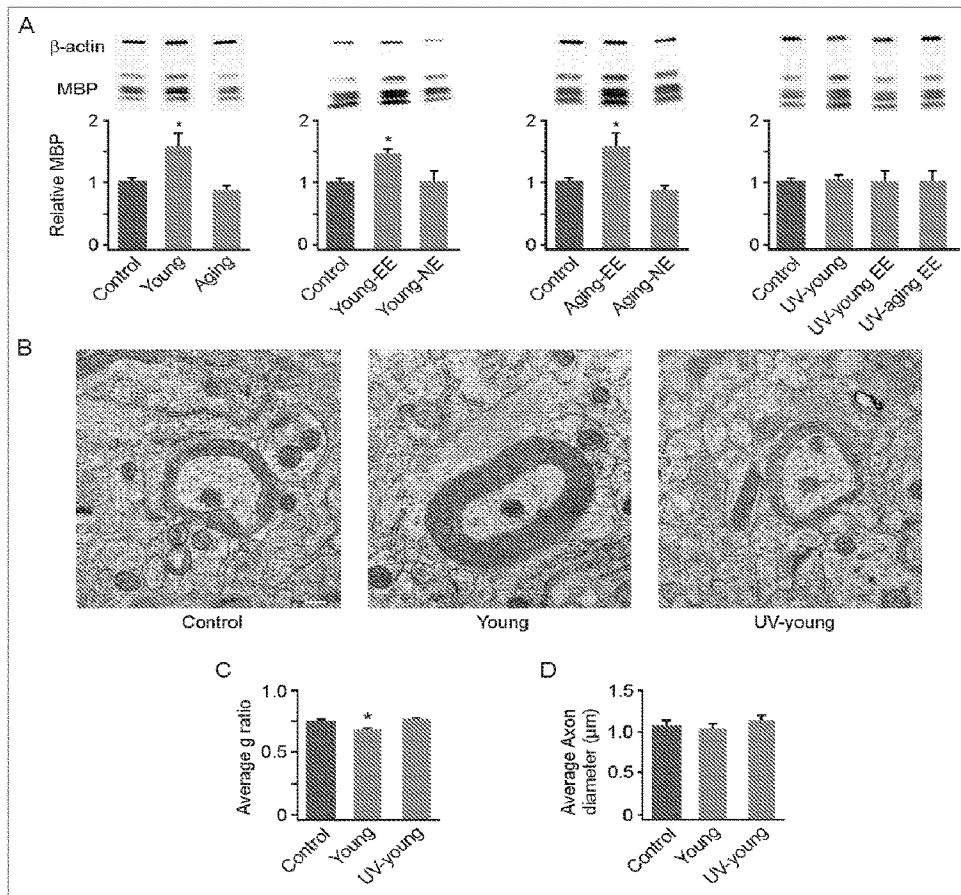 A
β-actin
MBP
Relative MBP
2
1
0
Control
Young
Aging
2
1
0
Control
Young-EE
Young-NE
2
1
0
Control
Aging-EE
Aging-NE
2
1
0
Control
UV-young
UV-young EE
UV-aging EE
*
*
*
B
Control
Young
UV-young
C
Average g ratio
1.0
0.5
0
*
Control
Young
UV-young
D
Average Axon
diameter (μm)
1.5
1.0
0.5
0
Control
Young
UV-young